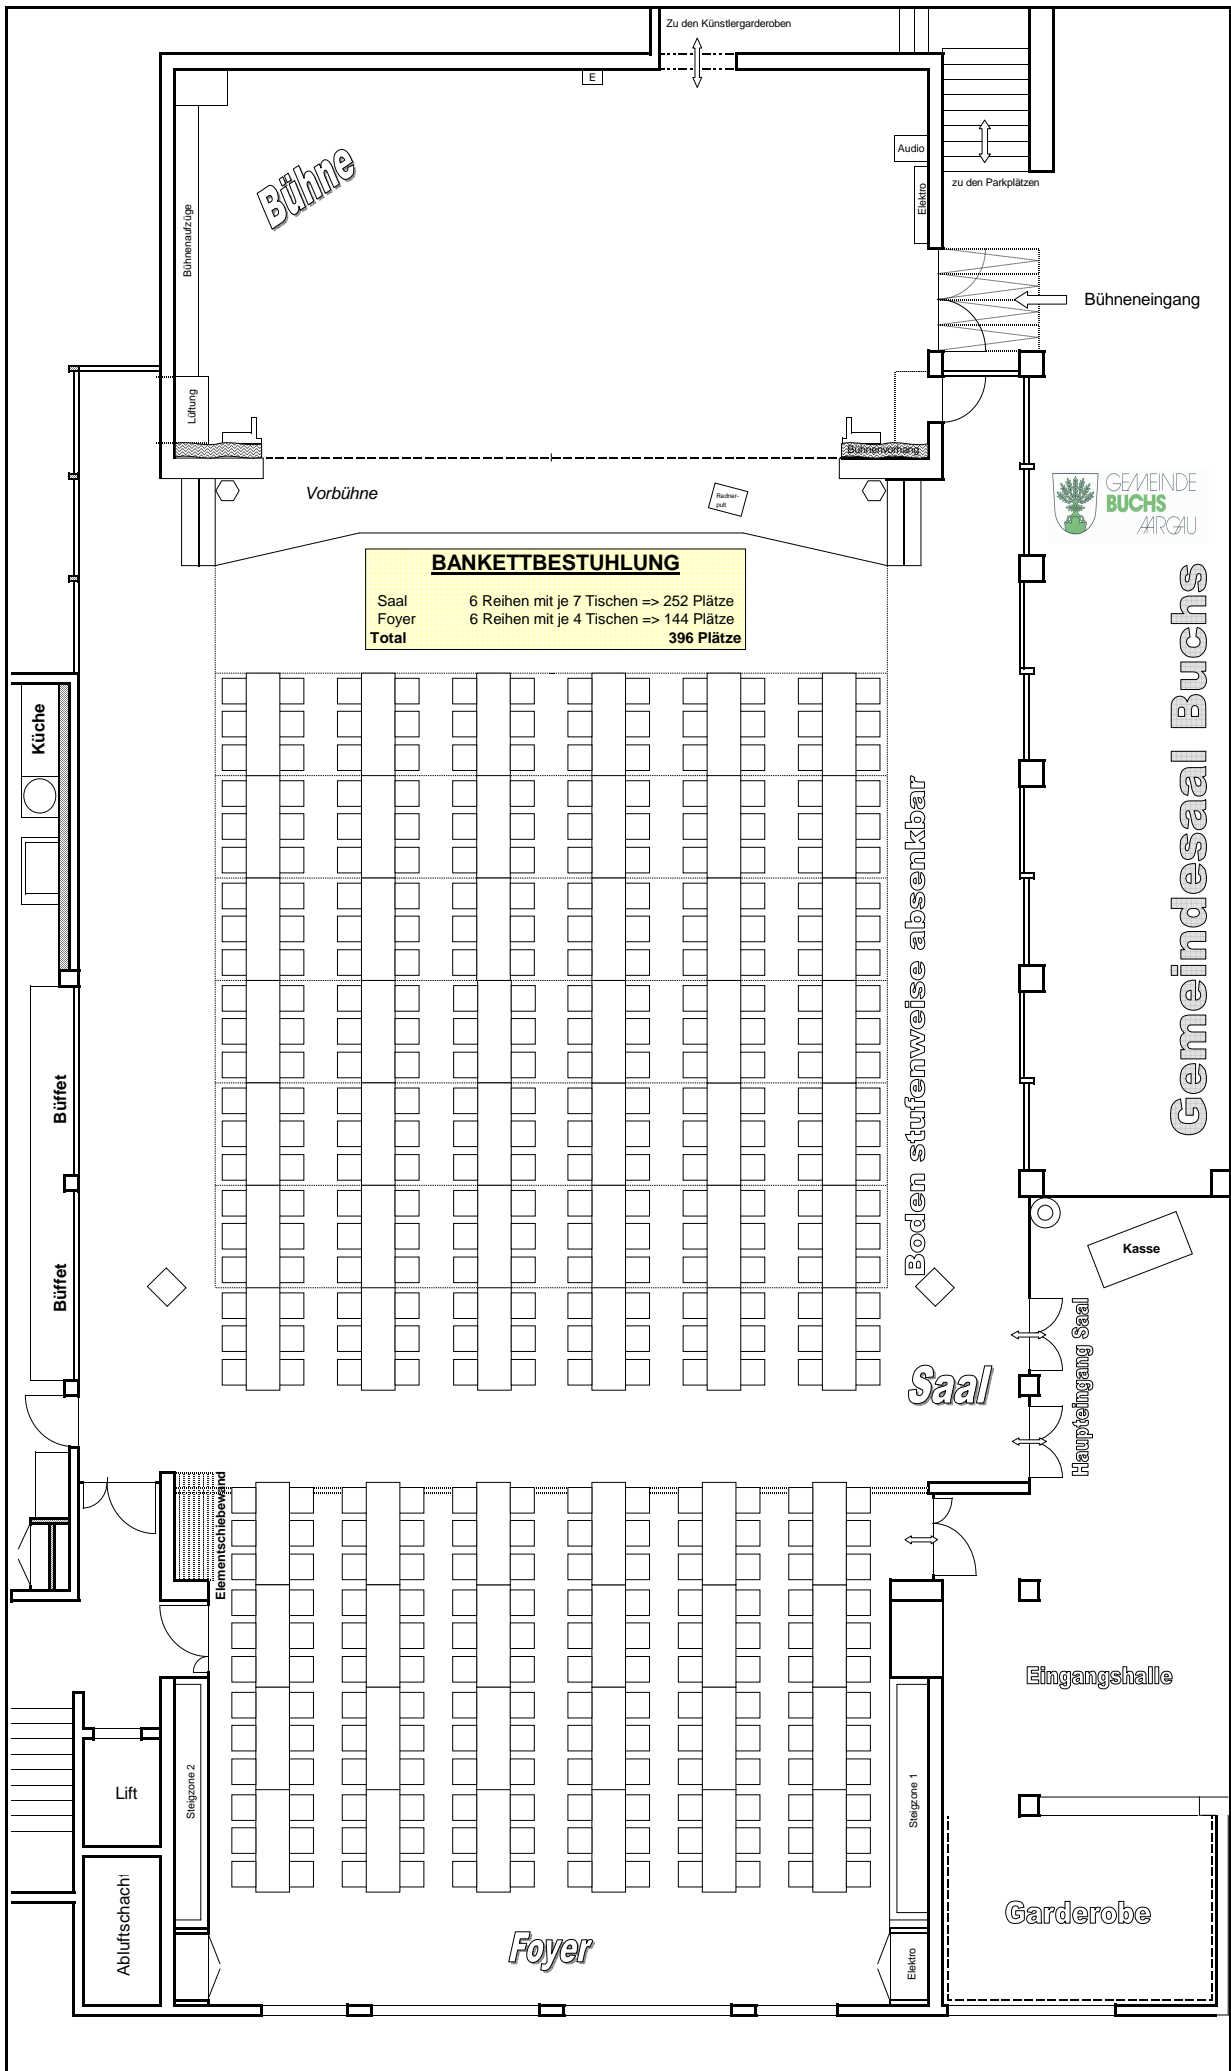 Zu den Künstlergarderoben
E
Bühne
Audio
Elektro
zu den Parkplätzen
Bühnenaufzüge
Bühneneingang
Lüftung
Bühnenvorhang
Vorbühne
Redner-
pult
GEMEINDE
BUCHS
AARGAU
BANKETTBESTUHLUNG
Saal 6 Reihen mit je 7 Tischen => 252 Plätze
Foyer 6 Reihen mit je 4 Tischen => 144 Plätze
Total 396 Plätze
Gemeindesaal Buchs
Küche
Boden stufenweise absenkbar
Büffet
Büffet
Kasse
Haupteingang Saal
Saal
Elementschiebewand
Eingangshalle
Lift
Steigzone 2
Steigzone 1
Abluftschacht
Garderobe
Foyer
Elektro